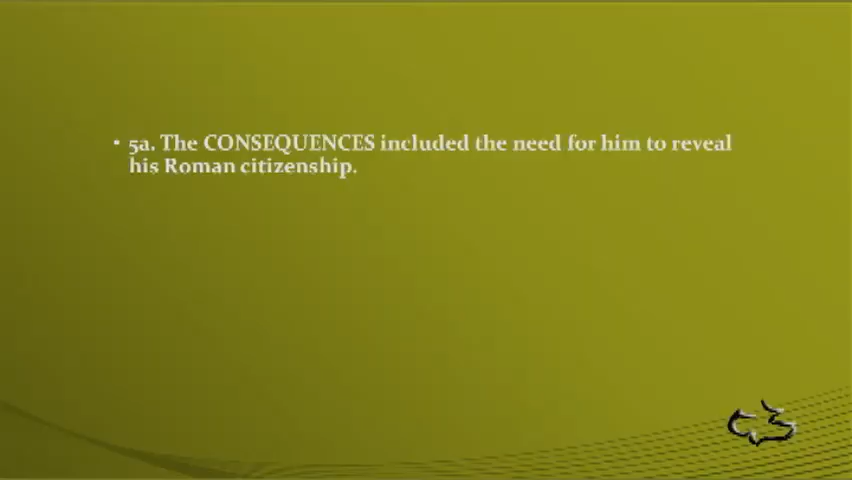 • 5a. The CONSEQUENCES included the need for him to reveal
his Roman citizenship.